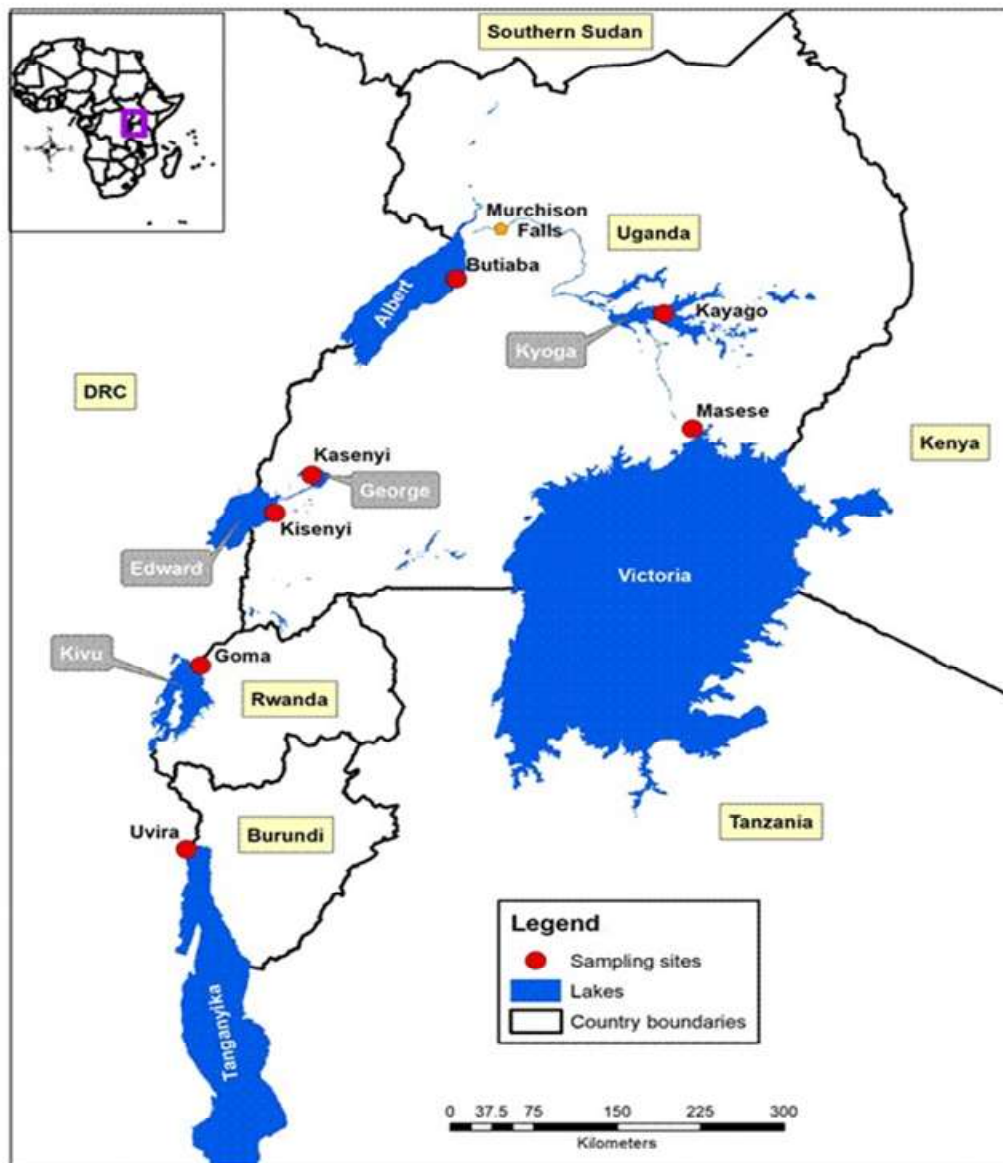 Southern Sudan
Murchison
Falls
Uganda
Butiaba
Albert
Kayago
Kyoga
DRC
Masese
Kenya
Kasenyi
George
Kisenyi
Edward
Victoria
Kivu
Goma
Rwanda
Uvira
Burundi
Tanzania
Tanganyika
Legend
Sampling sites
Lakes
Country boundaries
0 37.5 75 150 225 300
Kilometers